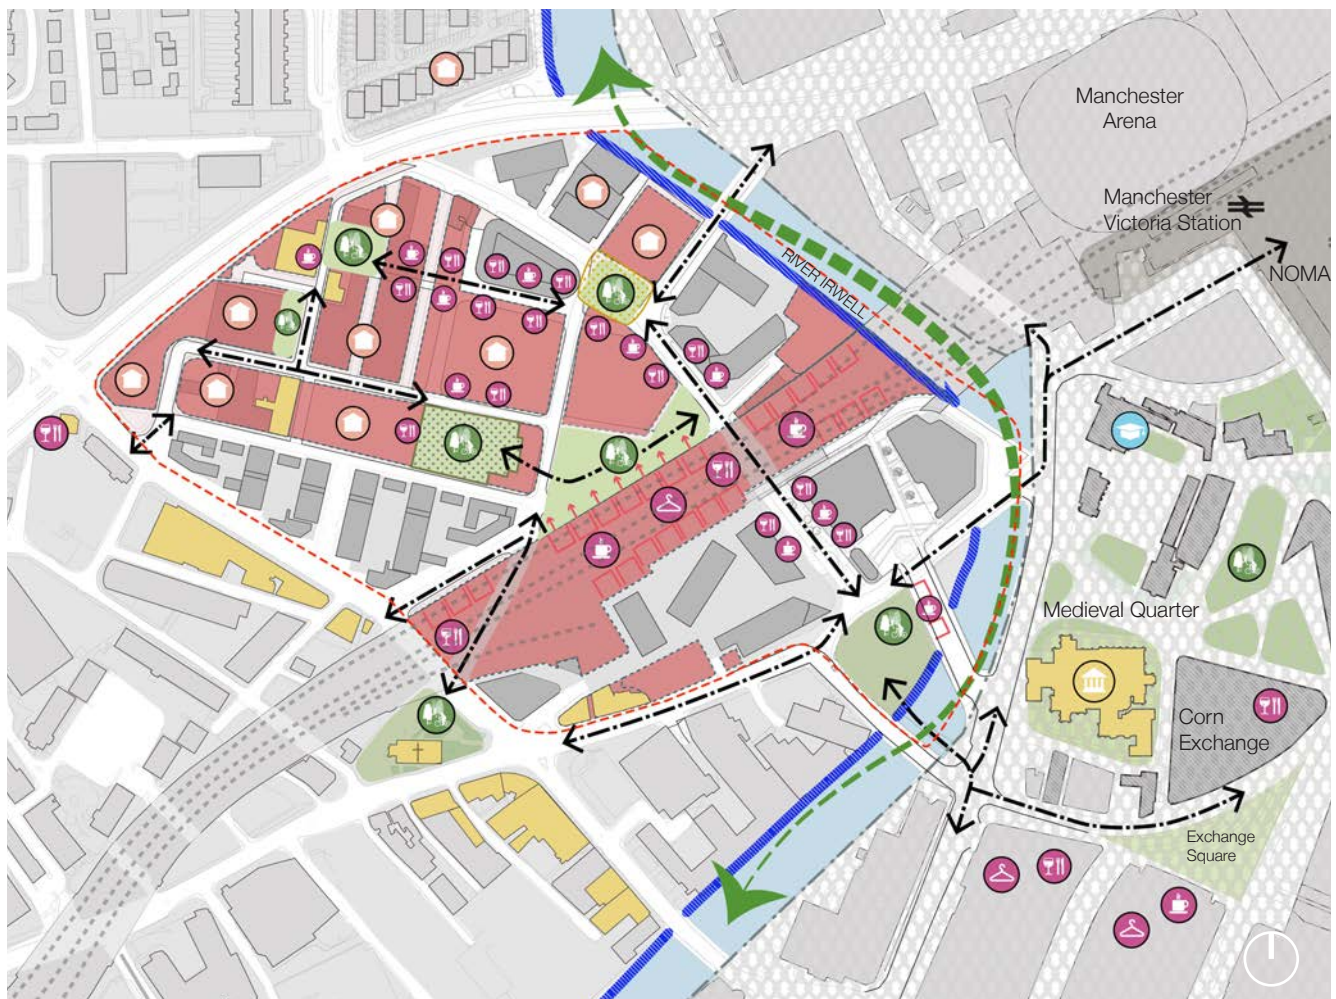 Manchester
Arena
Manchester
Victoria Station
NOMA
RIVER IRWELL
Medieval Quarter
Corn
Exchange
Exchange
Square